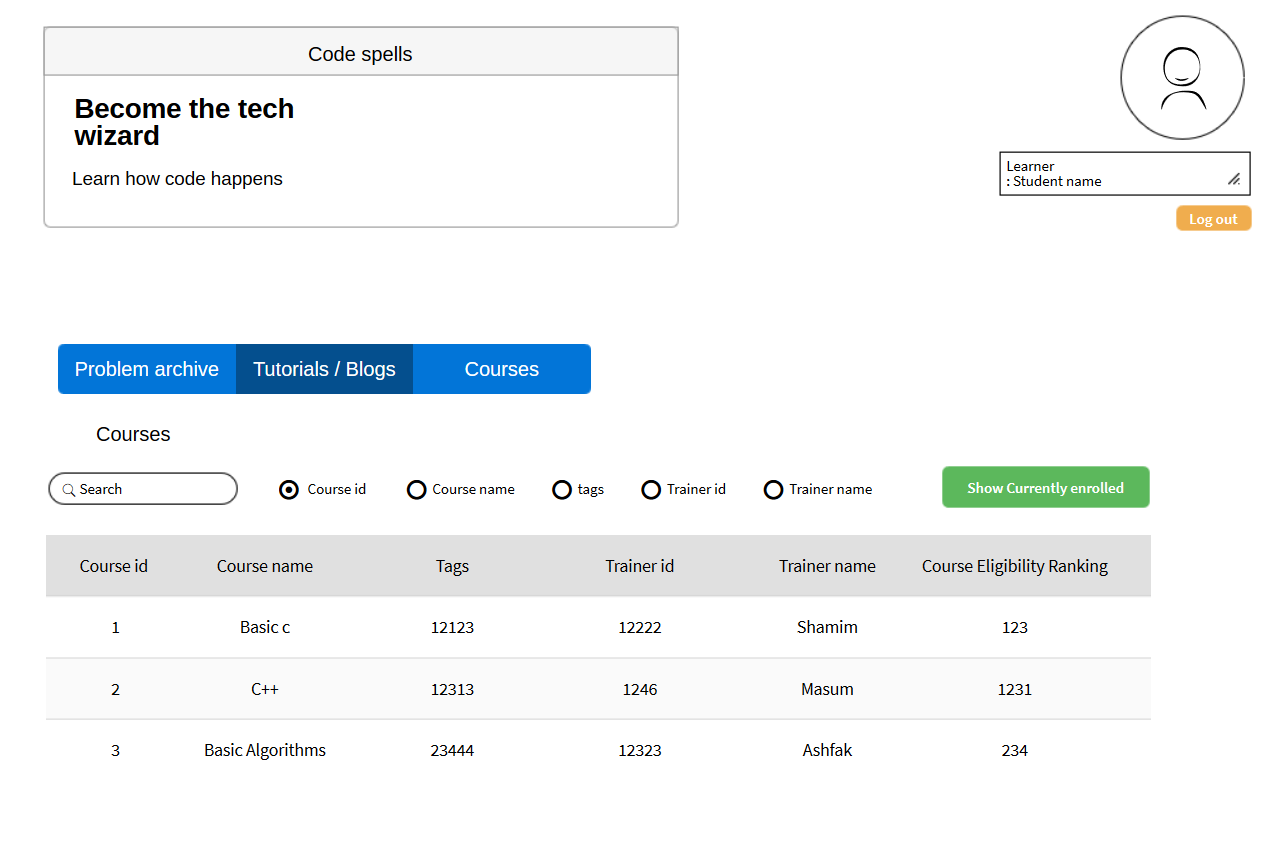 Code spells
Become the tech
wizard
Learn how code happens
Learner
: Student name
Log out
Problem archive Tutorials / Blogs Courses
Courses
Search Course id Course name tags Trainer id Trainer name Show Currently enrolled
Course id Course name Tags Trainer id Trainer name Course Eligibility Ranking
1 Basic c 12123 12222 Shamim 123
2 C++ 12313 1246 Masum 1231
3 Basic Algorithms 23444 12323 Ashfak 234